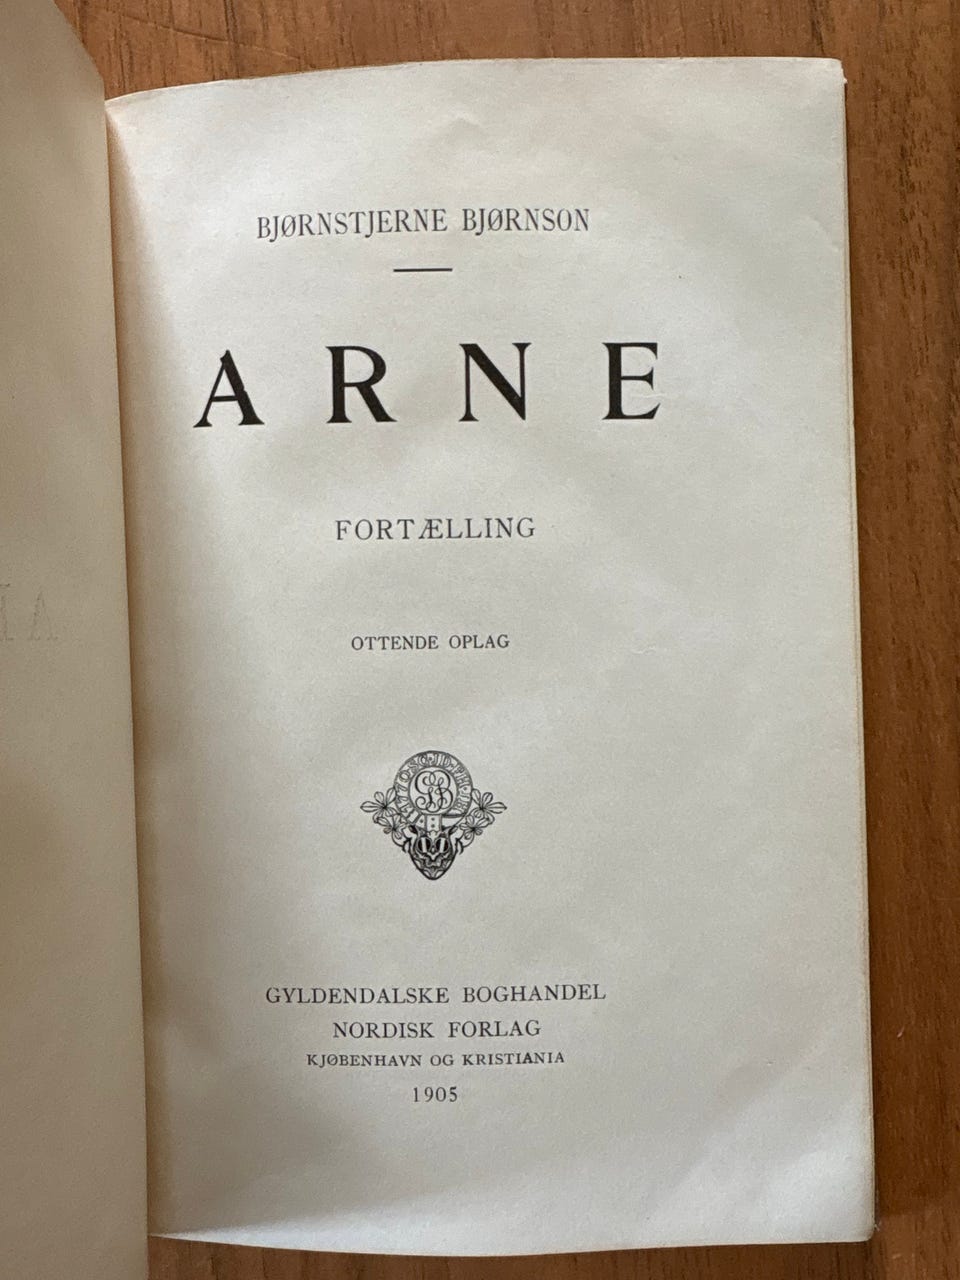 BJØRNSTJERNE BJØRNSON
ARNE
FORTÆLLING
OTTENDE OPLAG
GYLDENDALSKE BOGHANDEL
NORDISK FORLAG
KJØBENHAVN OG KRISTIANIA
1905